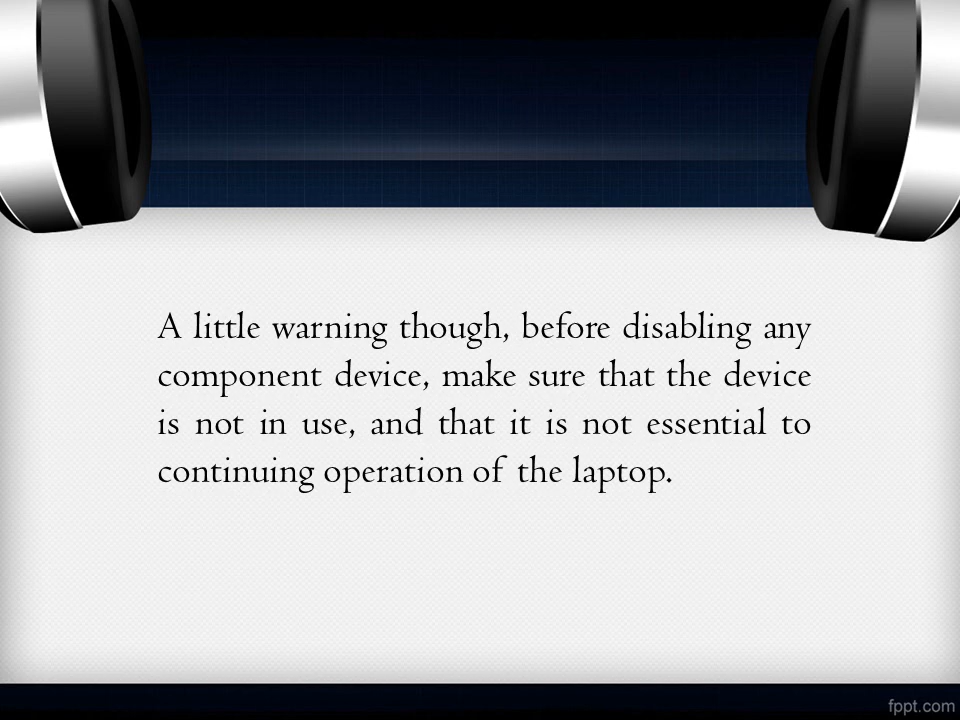 A little warning though, before disabling any
component device, make sure that the device
is not in use, and that it is not essential to
continuing operation of the laptop.
fppt.com